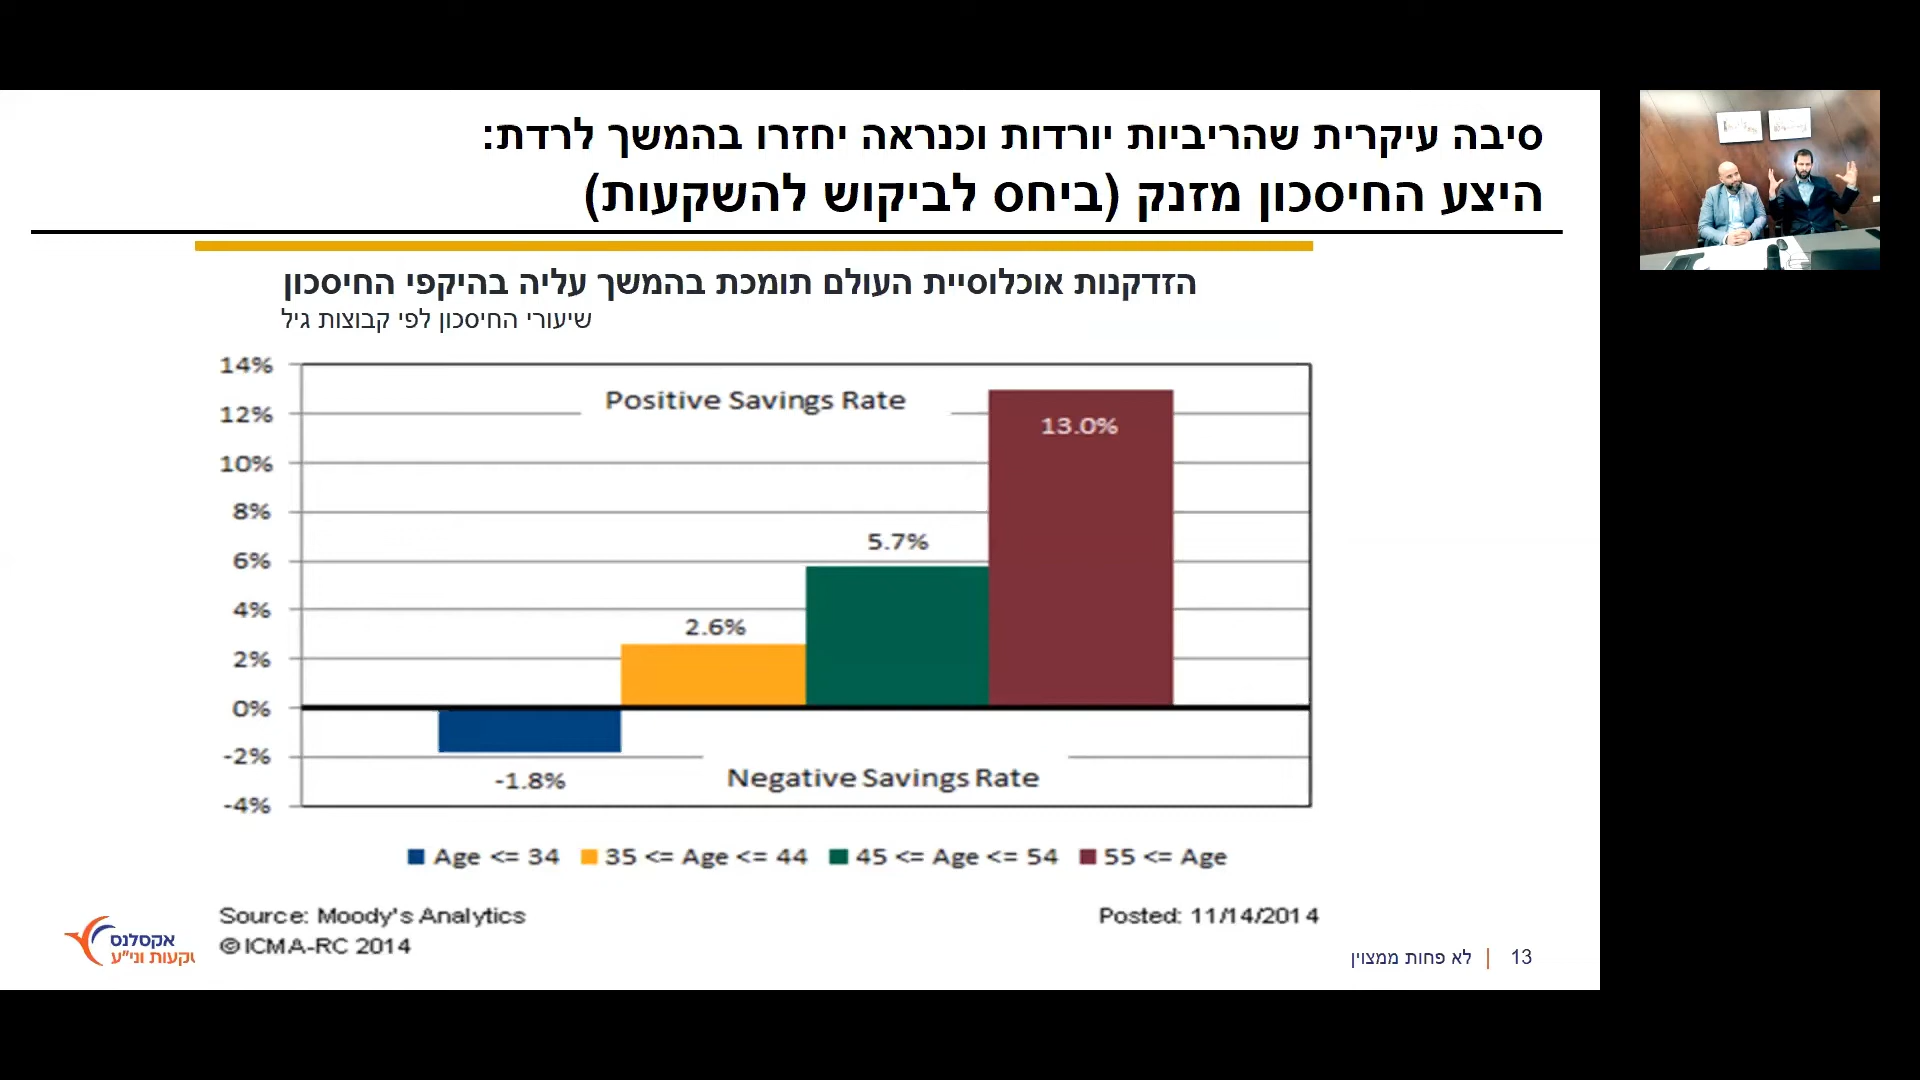 סיבה עיקרית שהריביות יורדות וכנראה יחזרו בהמשך לרדת:
היצע החיסכון מזנק (ביחס לביקוש להשקעות)
הזדקנות אוכלוסיית העולם תומכת בהמשך עליה בהיקפי החיסכון
שיעורי החיסכון לפי קבוצות גיל
14%
12%
10%
8%
6%
4%
2%
0%
-2%
-4%
Positive Savings Rate
13.0%
5.7%
2.6%
-1.8%
Negative Savings Rate
Age <= 34
35 <= Age <= 44
45 <= Age <= 54
55 <= Age
Source: Moody's Analytics
Posted: 11/14/2014
©ICMA-RC 2014
אקסלנס
לא פחות ממצוין | 13